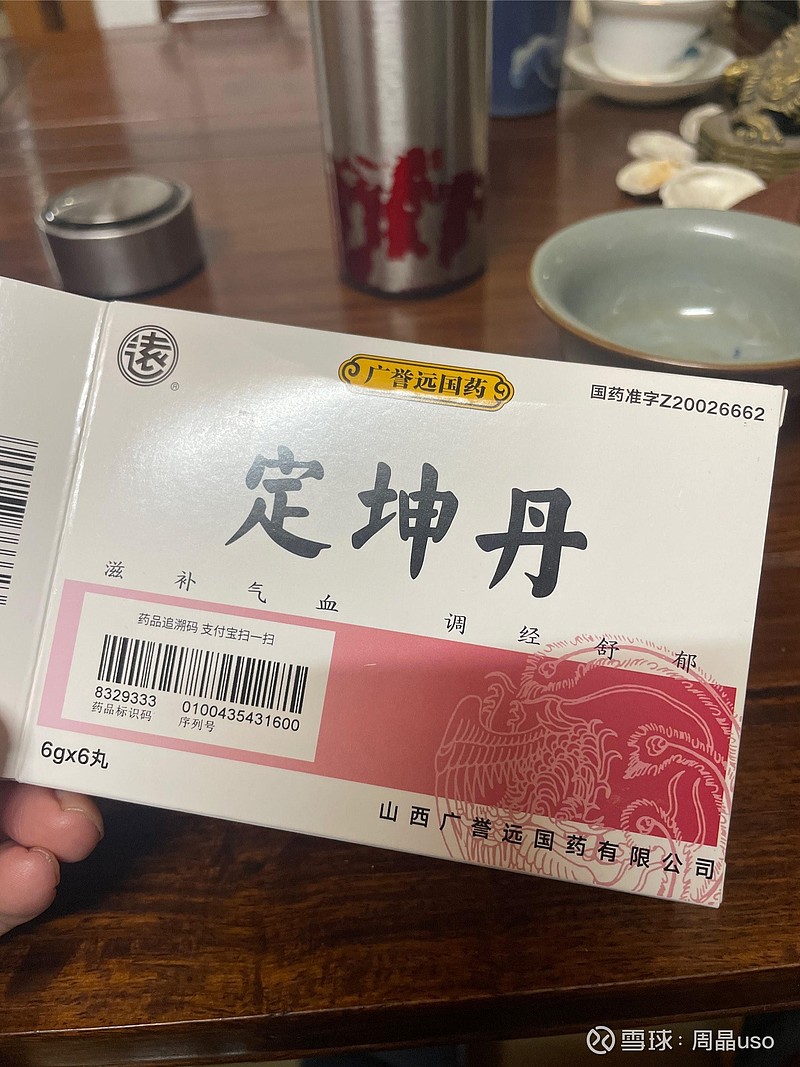 遠
®
广誉远国药
国药准字Z20026662
定坤丹
滋补气血 调经舒郁
药品追溯码 支付宝扫一扫
8329333 0100435431600
药品标识码 序列号
6gx6丸
山西广誉远国药有限公司
雪球：周晶uso